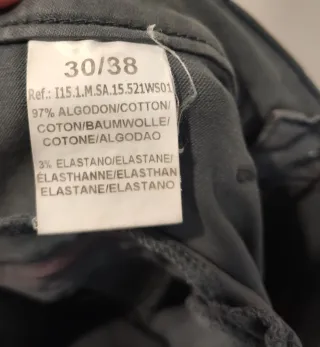 30/38
Ref.: I15.1.M.SA.15.521WS01
97% ALGODON/COTTON/
COTON/BAUMWOLLE/
COTONE/ALGODAO
3% ELASTANO/ELASTANE/
ELASTHANNE/ELASTHAN
ELASTANE/ELASTANO